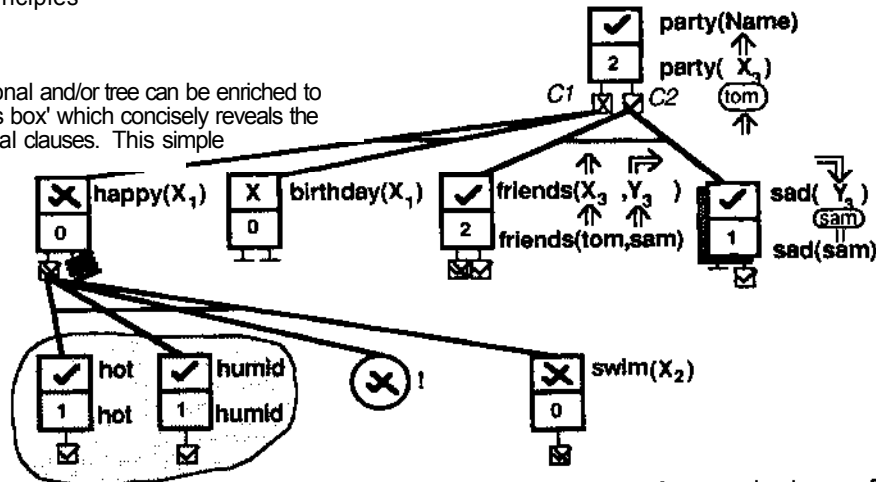 nciples
onal and/or tree can be enriched to
s box' which concisely reveals the
al clauses. This simple
party(Name)
2
party( X3)
C1
C2
tom
happy(X1)
0
X
birthday(X1)
0
friends(X3 ,Y3 )
2
friends(tom,sam)
sad( Y3 )
sam
1
sad(sam)
hot
1
hot
humid
1
humid
!
swim(X2)
0